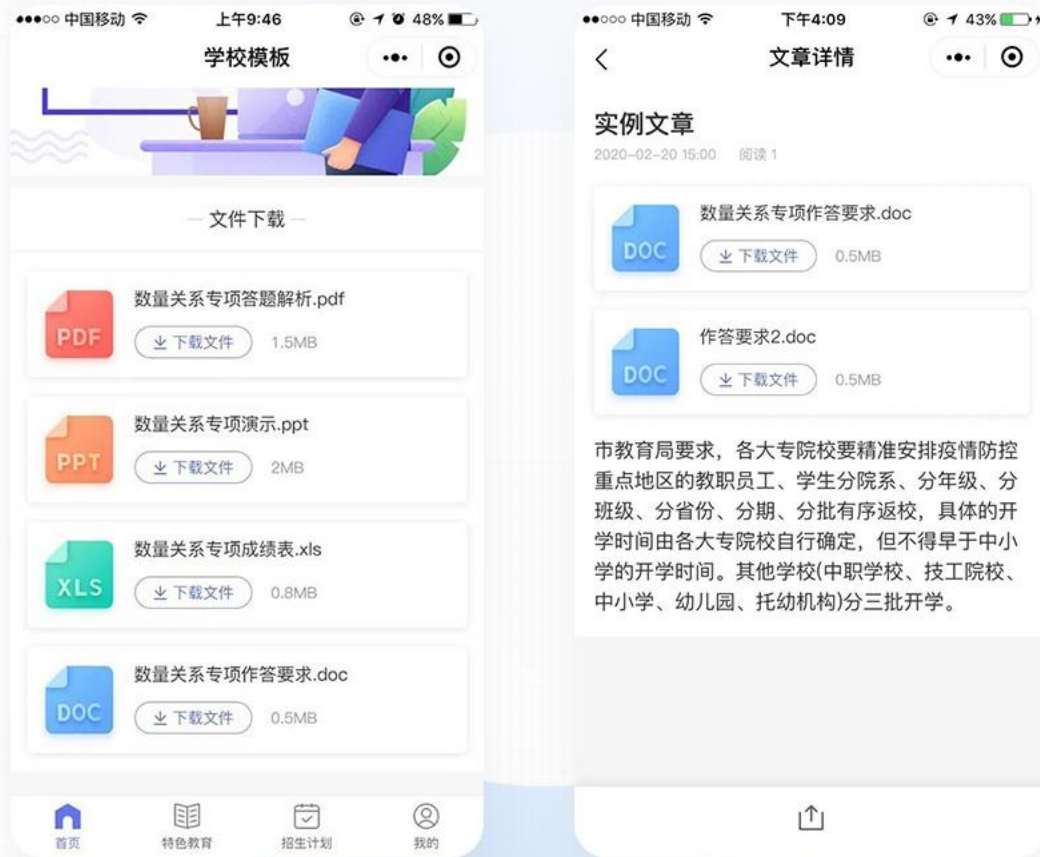 中国移动
上午9:46
48%
学校模板
文件下载
PDF
数量关系专项答题解析.pdf
下载文件
1.5MB
PPT
数量关系专项演示.ppt
下载文件
2MB
XLS
数量关系专项成绩表.xls
下载文件
0.8MB
DOC
数量关系专项作答要求.doc
下载文件
0.5MB
首页
特色教育
招生计划
我的
中国移动
下午4:09
43%
文章详情
实例文章
2020-02-20 15:00 阅读 1
DOC
数量关系专项作答要求.doc
下载文件
0.5MB
DOC
作答要求2.doc
下载文件
0.5MB
市教育局要求，各大专院校要精准安排疫情防控
重点地区的教职员工、学生分院系、分年级、分
班级、分省份、分期、分批有序返校，具体的开
学时间由各大专院校自行确定，但不得早于中小
学的开学时间。其他学校(中职学校、技工院校、
中小学、幼儿园、托幼机构)分三批开学。